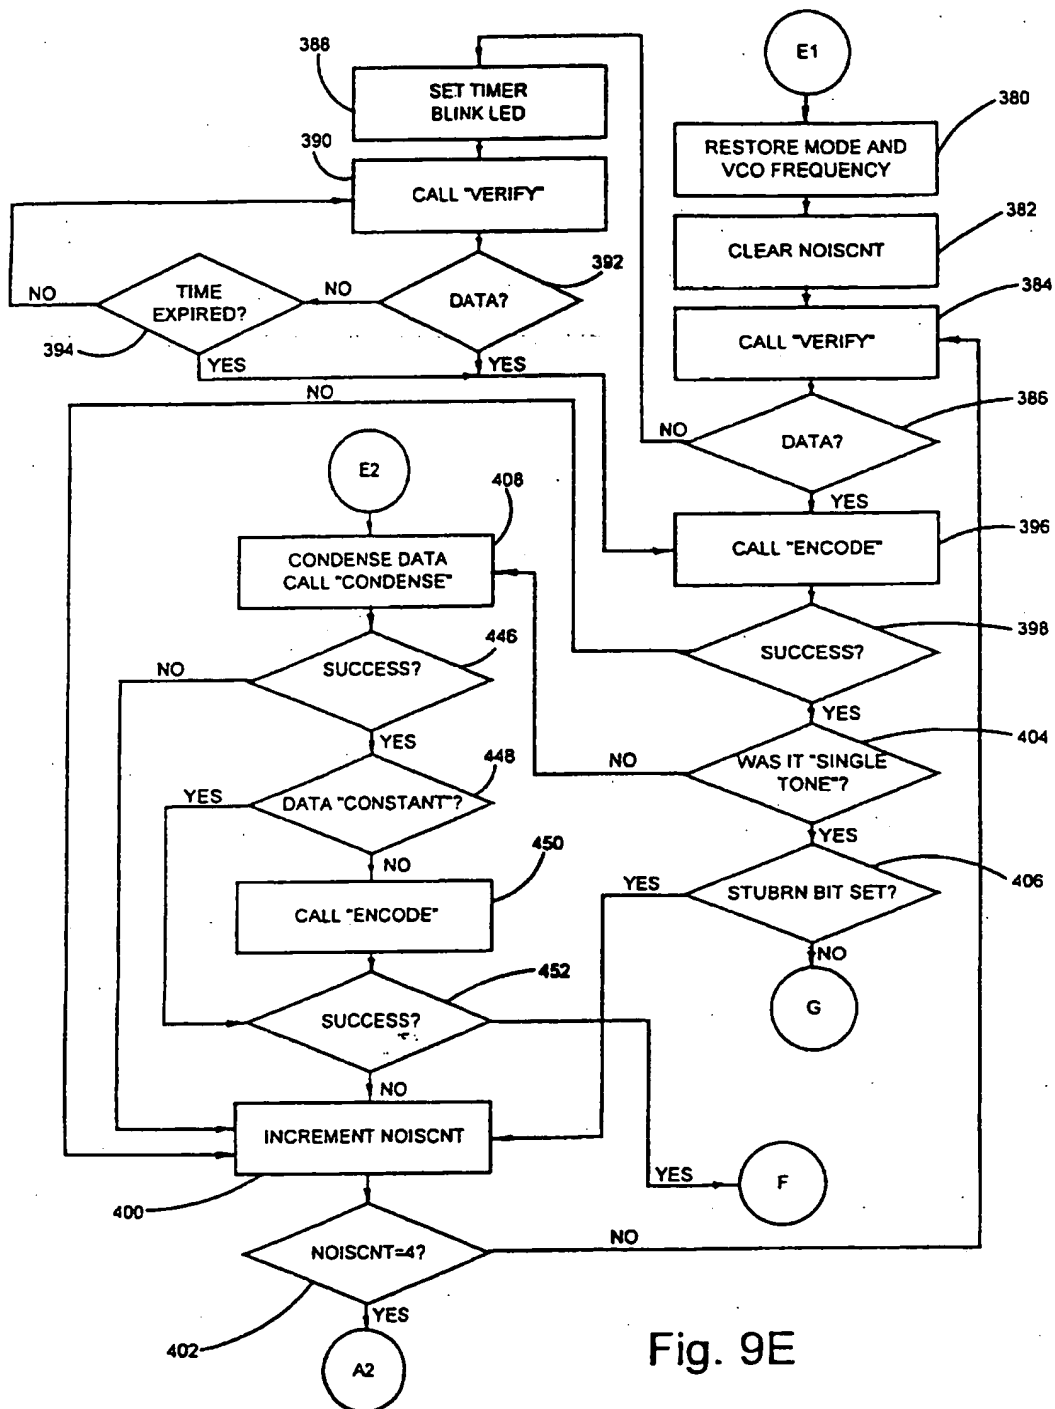 E1
380
RESTORE MODE AND
VCO FREQUENCY
382
CLEAR NOISCNT
384
CALL "VERIFY"
386
DATA?
NO
YES
388
SET TIMER
BLINK LED
390
CALL "VERIFY"
392
DATA?
NO
YES
TIME
EXPIRED?
NO
394
YES
396
CALL "ENCODE"
398
SUCCESS?
NO
YES
404
WAS IT "SINGLE
TONE"?
NO
YES
406
STUBRN BIT SET?
YES
NO
G
E2
408
CONDENSE DATA
CALL "CONDENSE"
446
SUCCESS?
NO
YES
448
DATA "CONSTANT"?
YES
NO
450
CALL "ENCODE"
452
SUCCESS?
NO
YES
F
INCREMENT NOISCNT
400
NOISCNT=4?
NO
402
YES
A2
Fig. 9E